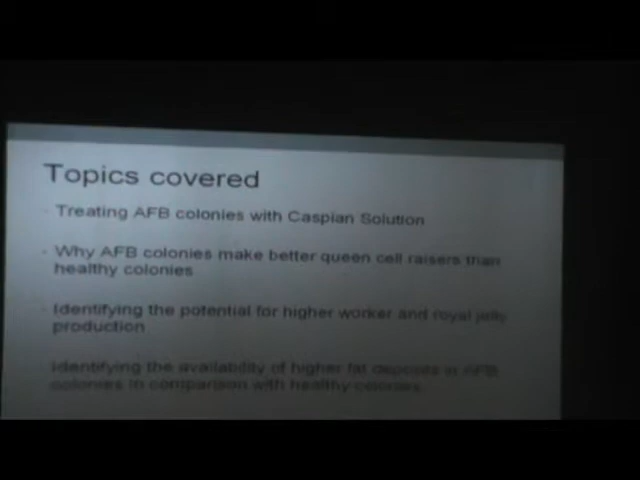 Topics covered
- Treating AFB colonies with Caspian Solution
- Why AFB colonies make better queen cell raisers than
healthy colonies
- Identifying the potential for higher worker and royal jelly
production
- Identifying the availability of higher fat deposits in AFB
colonies in comparison with healthy colonies